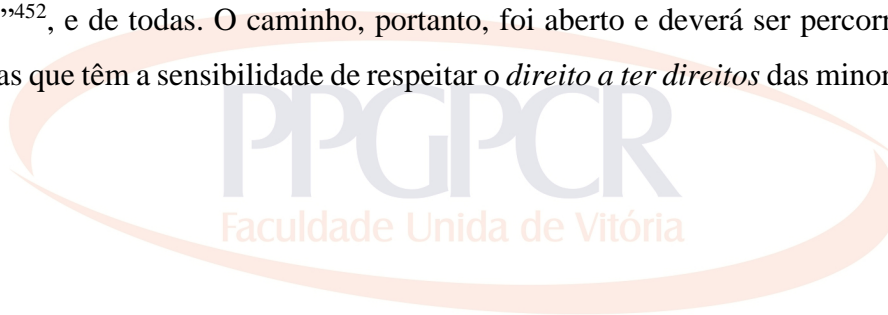 ”452, e de todas. O caminho, portanto, foi aberto e deverá ser percorr
as que têm a sensibilidade de respeitar o direito a ter direitos das minor
PPGPCR
Faculdade Unida de Vitória